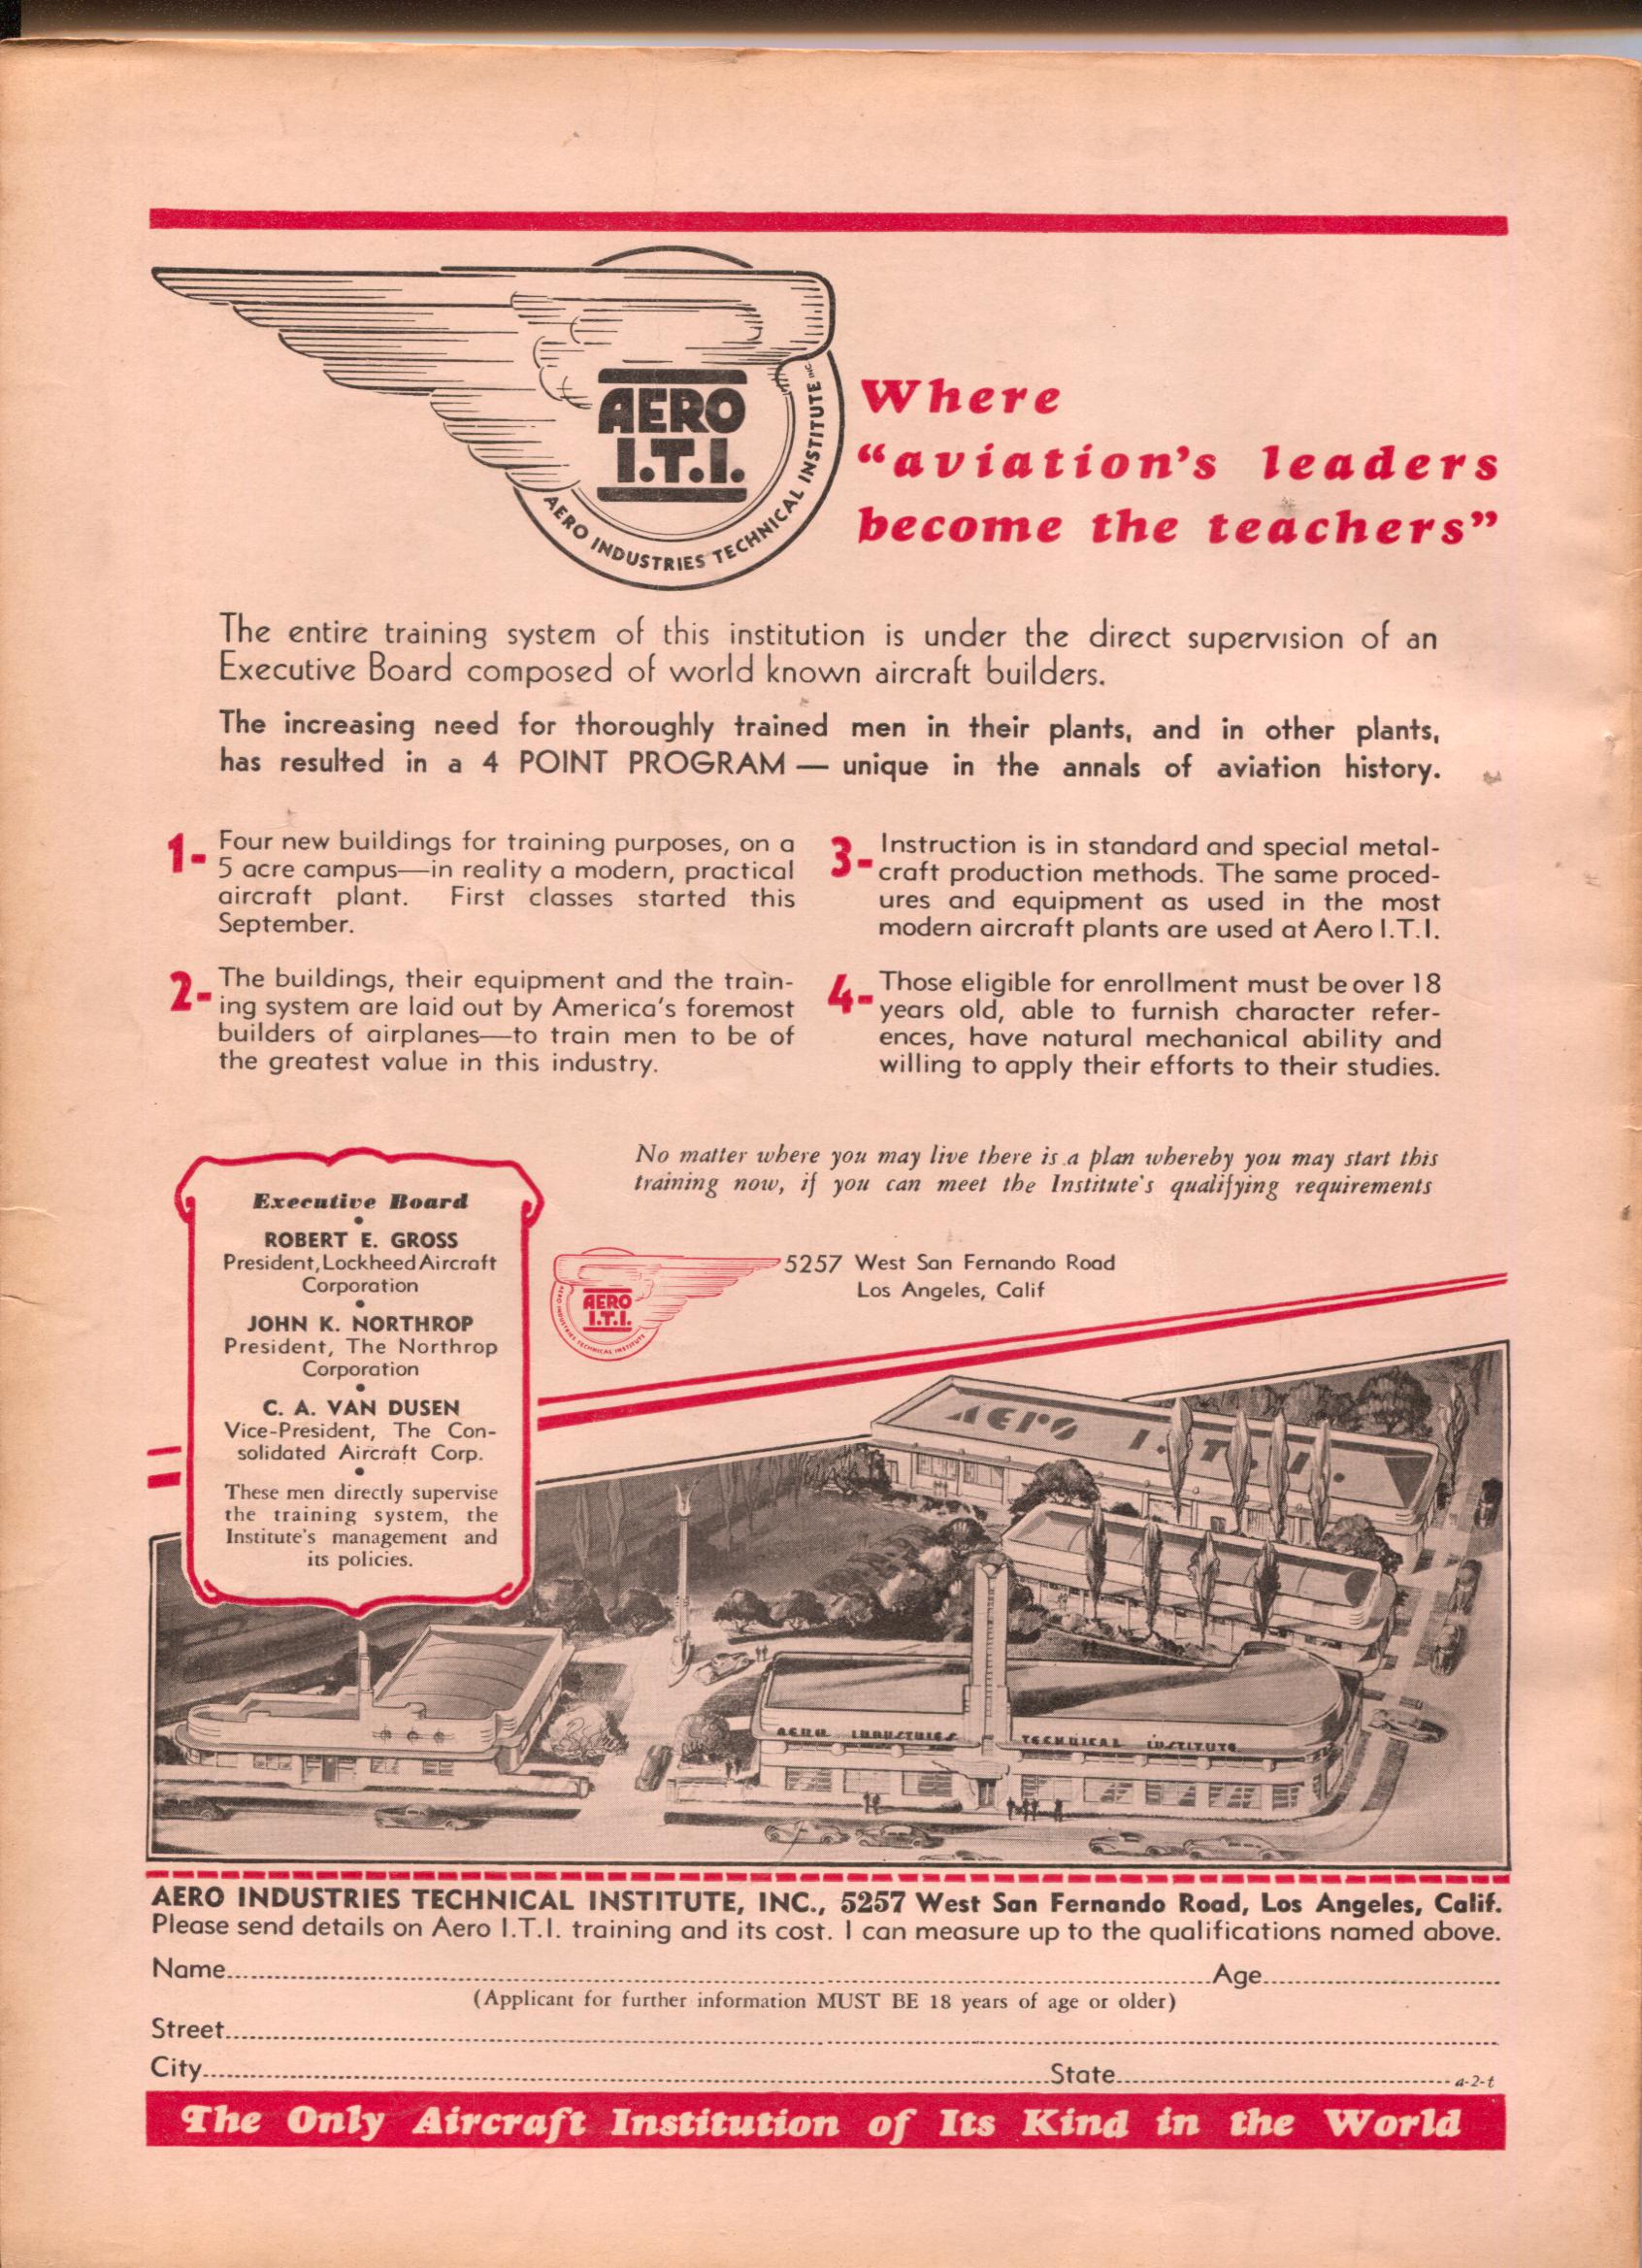 AERO
I.T.I.
AERO INDUSTRIES TECHNICAL INSTITUTE INC
Where
“aviation’s leaders
become the teachers”
The entire training system of this institution is under the direct supervision of an
Executive Board composed of world known aircraft builders.
The increasing need for thoroughly trained men in their plants, and in other plants,
has resulted in a 4 POINT PROGRAM — unique in the annals of aviation history.
1- Four new buildings for training purposes, on a
5 acre campus—in reality a modern, practical
aircraft plant. First classes started this
September.
2- The buildings, their equipment and the train-
ing system are laid out by America’s foremost
builders of airplanes—to train men to be of
the greatest value in this industry.
3- Instruction is in standard and special metal-
craft production methods. The same proced-
ures and equipment as used in the most
modern aircraft plants are used at Aero I.T.I.
4- Those eligible for enrollment must be over 18
years old, able to furnish character refer-
ences, have natural mechanical ability and
willing to apply their efforts to their studies.
No matter where you may live there is a plan whereby you may start this
training now, if you can meet the Institute’s qualifying requirements
Executive Board
ROBERT E. GROSS
President, Lockheed Aircraft
Corporation
JOHN K. NORTHROP
President, The Northrop
Corporation
C. A. VAN DUSEN
Vice-President, The Con-
solidated Aircraft Corp.
These men directly supervise
the training system, the
Institute’s management and
its policies.
AERO
I.T.I.
AERO INDUSTRIES TECHNICAL INSTITUTE
5257 West San Fernando Road
Los Angeles, Calif
AERO I.T.I.
AERO INDUSTRIES TECHNICAL INSTITUTE
AERO INDUSTRIES TECHNICAL INSTITUTE, INC., 5257 West San Fernando Road, Los Angeles, Calif.
Please send details on Aero I.T.I. training and its cost. I can measure up to the qualifications named above.
Name Age
(Applicant for further information MUST BE 18 years of age or older)
Street
City State a-2-t
The Only Aircraft Institution of Its Kind in the World